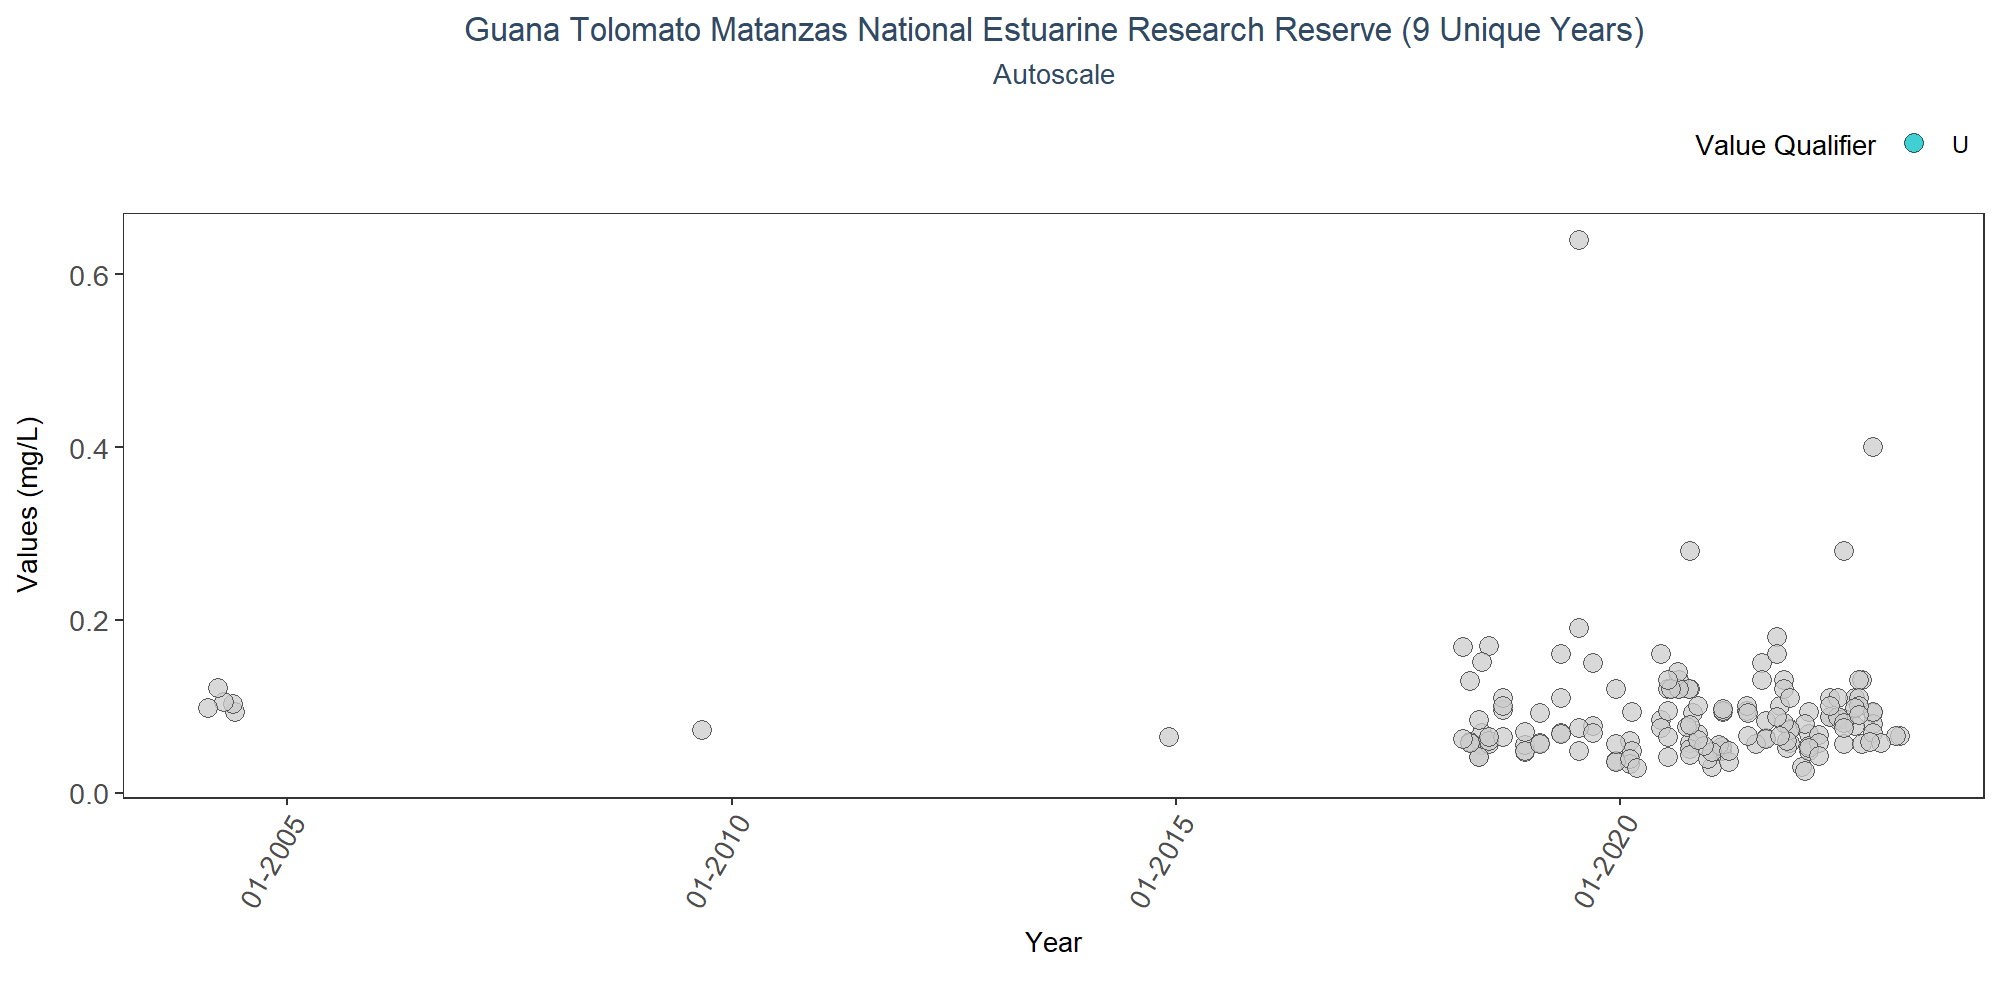 Guana Tolomato Matanzas National Estuarine Research Reserve (9 Unique Years)
Autoscale
Value Qualifier U
Values (mg/L)
0.6
0.4
0.2
0.0
01-2005 01-2010 01-2015 01-2020
Year